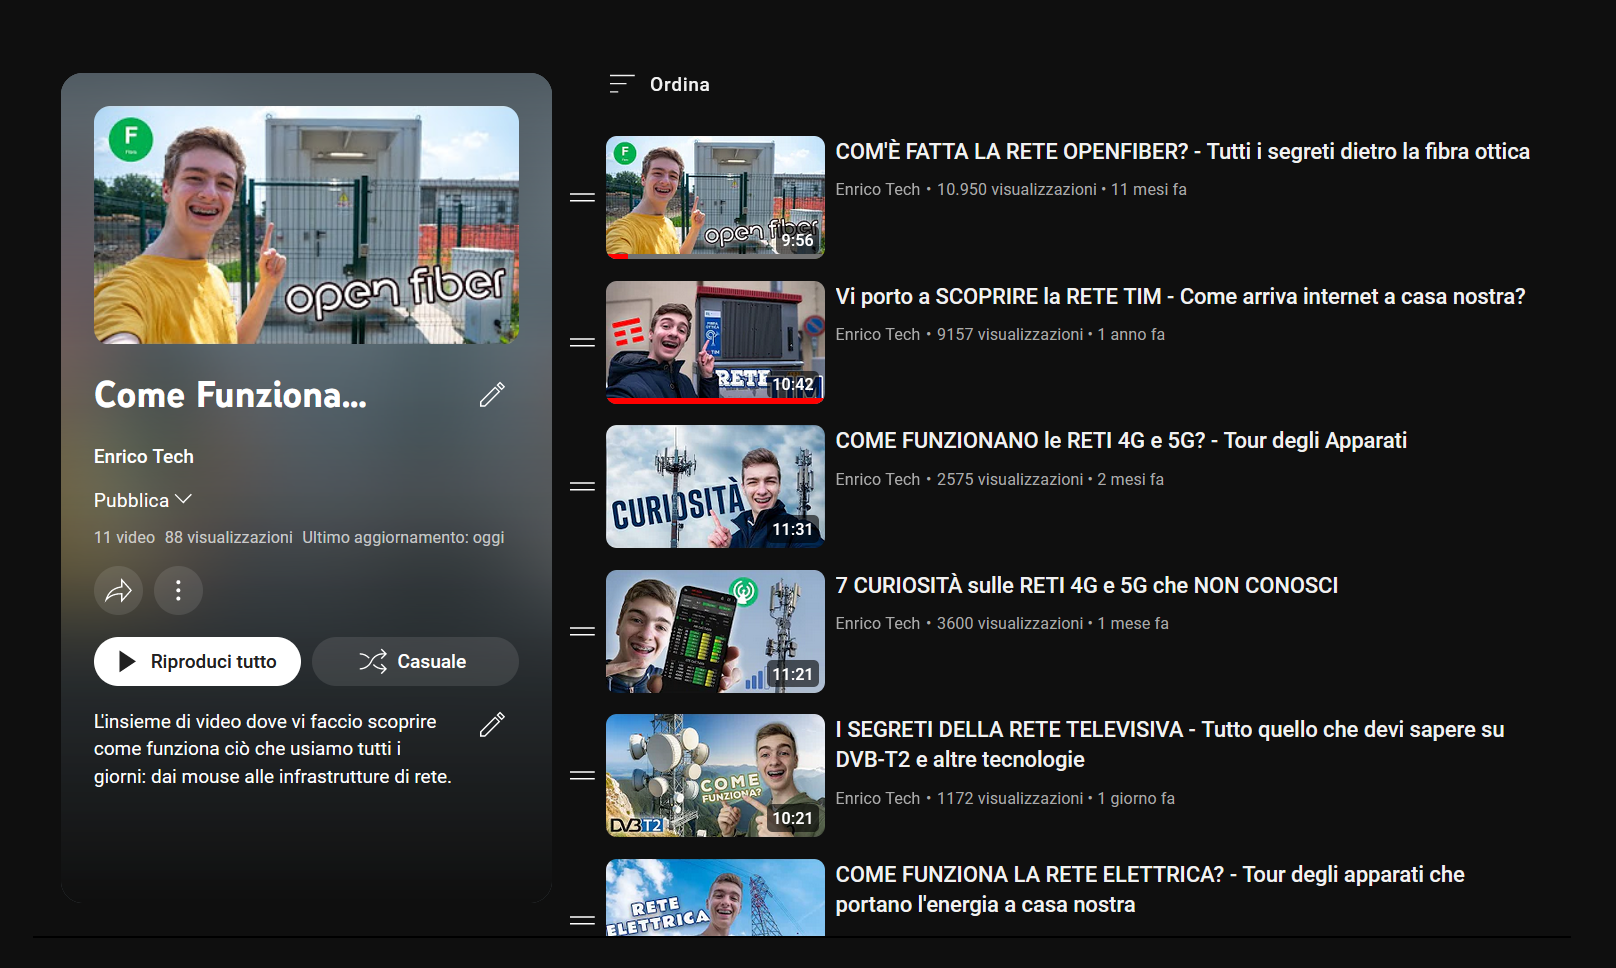 F
Fibra
open fiber
Come Funziona...
Enrico Tech
Pubblica
11 video 88 visualizzazioni Ultimo aggiornamento: oggi
Riproduci tutto
Casuale
L'insieme di video dove vi faccio scoprire
come funziona ciò che usiamo tutti i
giorni: dai mouse alle infrastrutture di rete.
Ordina
F
open fiber
9:56
COM'È FATTA LA RETE OPENFIBER? - Tutti i segreti dietro la fibra ottica
Enrico Tech • 10.950 visualizzazioni • 11 mesi fa
FIBRA
OTTICA
TIM
RETE TIM
10:42
Vi porto a SCOPRIRE la RETE TIM - Come arriva internet a casa nostra?
Enrico Tech • 9157 visualizzazioni • 1 anno fa
CURIOSITÀ
11:31
COME FUNZIONANO le RETI 4G e 5G? - Tour degli Apparati
Enrico Tech • 2575 visualizzazioni • 2 mesi fa
11:21
7 CURIOSITÀ sulle RETI 4G e 5G che NON CONOSCI
Enrico Tech • 3600 visualizzazioni • 1 mese fa
COME
FUNZIONA?
DVB T2
10:21
I SEGRETI DELLA RETE TELEVISIVA - Tutto quello che devi sapere su
DVB-T2 e altre tecnologie
Enrico Tech • 1172 visualizzazioni • 1 giorno fa
RETE
ELETTRICA
COME FUNZIONA LA RETE ELETTRICA? - Tour degli apparati che
portano l'energia a casa nostra